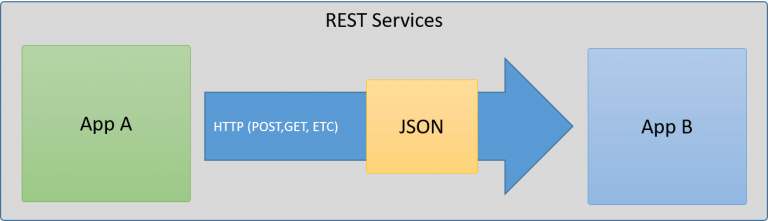 REST Services
App A
HTTP (POST,GET, ETC)
JSON
App B